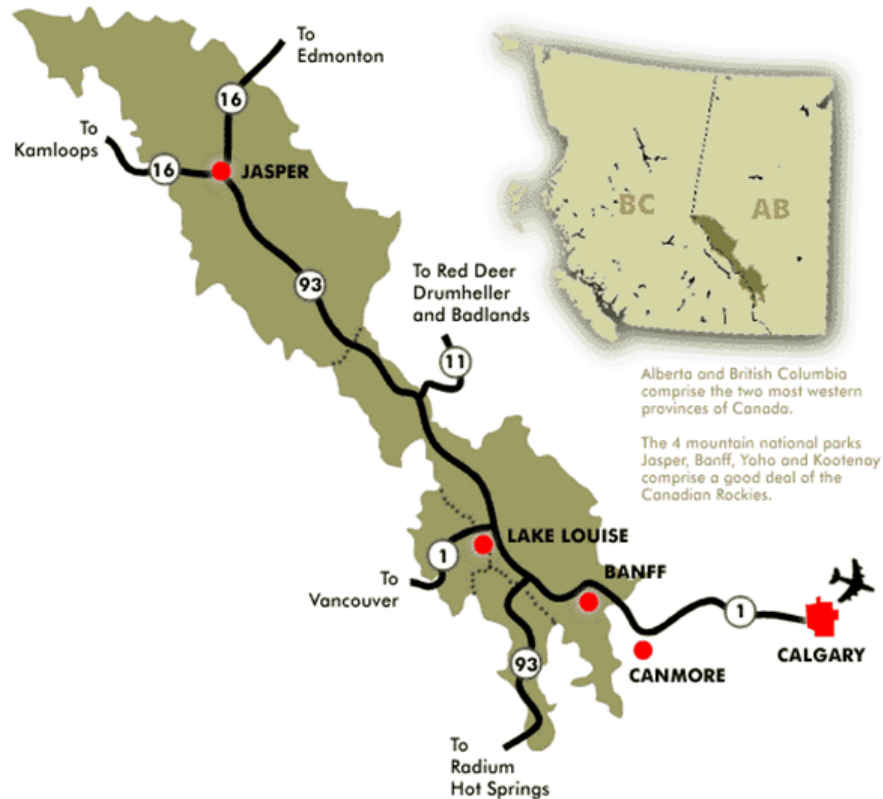 To
Edmonton
16
To
Kamloops
16
JASPER
BC
AB
93
To Red Deer
Drumheller
and Badlands
11
Alberta and British Columbia
comprise the two most western
provinces of Canada.
The 4 mountain national parks
Jasper, Banff, Yoho and Kootenay
comprise a good deal of the
Canadian Rockies.
LAKE LOUISE
1
To
Vancouver
BANFF
1
CALGARY
CANMORE
93
To
Radium
Hot Springs